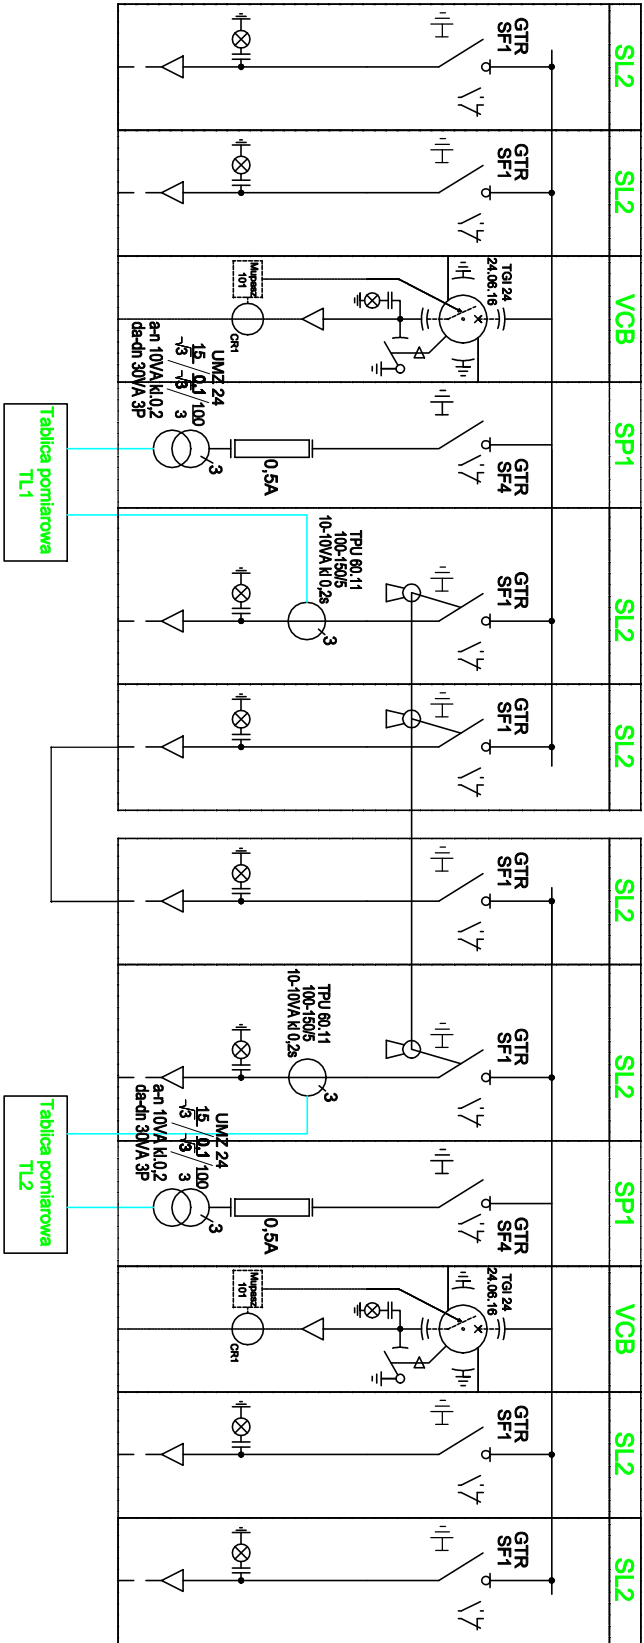 SL2
GTR
SF1
SL2
GTR
SF1
VCB
TGI 24
24.06.16
Mupasz
101
CR1
SP1
GTR
SF4
0,5A
UMZ 24
15 0,1 100
√3 √3 3
a-n 10VA kl.0,2
da-dn 30VA 3P
3
Tablica pomiarowa
TL1
SL2
GTR
SF1
TPU 60.11
100-150/5
10-10VA kl 0,2s
3
SL2
GTR
SF1
SL2
GTR
SF1
SL2
GTR
SF1
TPU 60.11
100-150/5
10-10VA kl 0,2s
3
SP1
GTR
SF4
0,5A
UMZ 24
15 0,1 100
√3 √3 3
a-n 10VA kl.0,2
da-dn 30VA 3P
3
Tablica pomiarowa
TL2
VCB
TGI 24
24.06.16
Mupasz
101
CR1
SL2
GTR
SF1
SL2
GTR
SF1